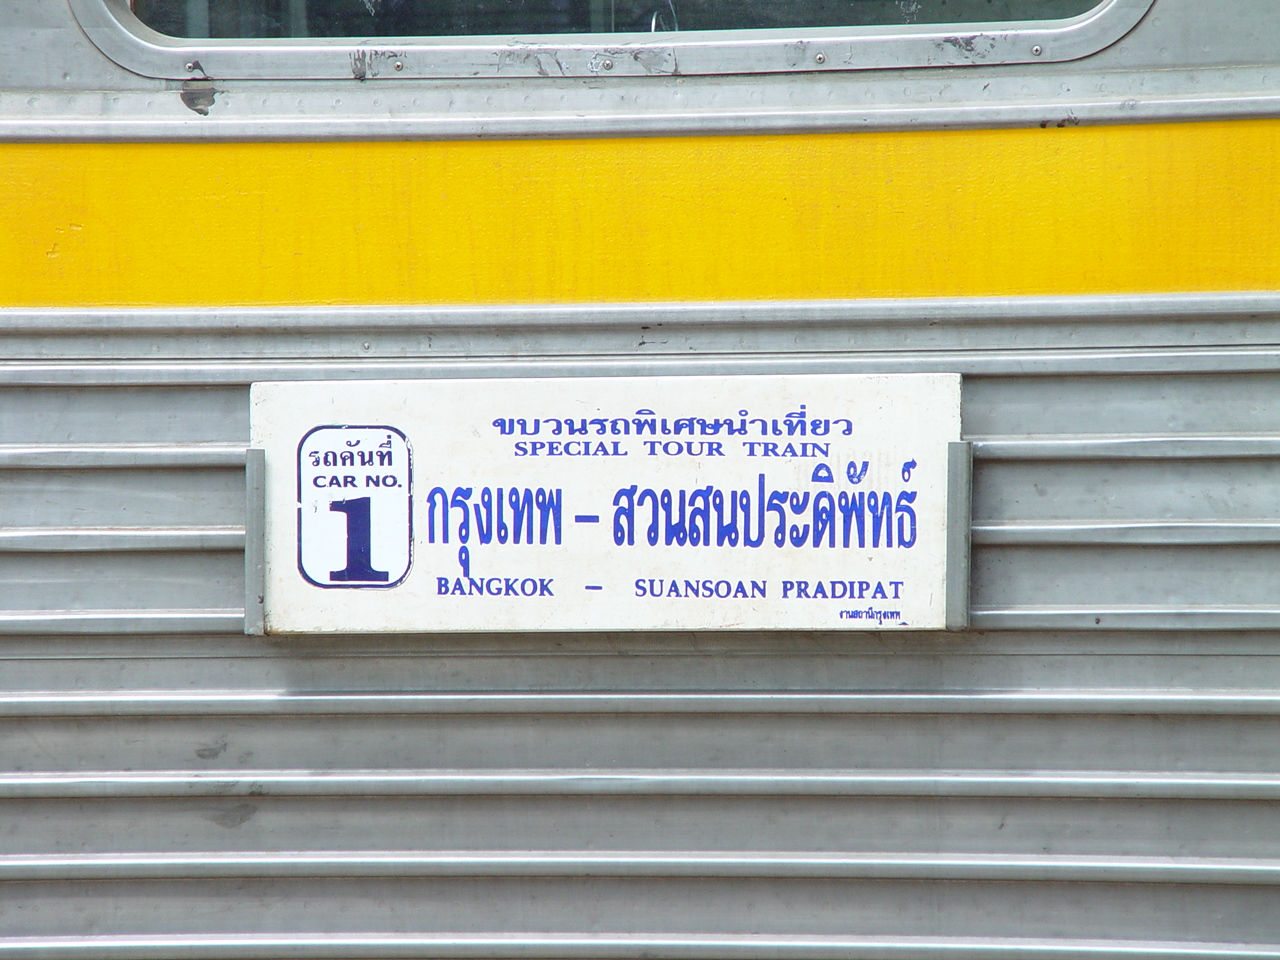 ขบวนรถพิเศษนำเที่ยว
SPECIAL TOUR TRAIN
รถคันที่
CAR NO.
1
กรุงเทพ – สวนสนประดิพัทธ์
BANGKOK – SUANSOAN PRADIPAT
งานสถานีกรุงเทพ